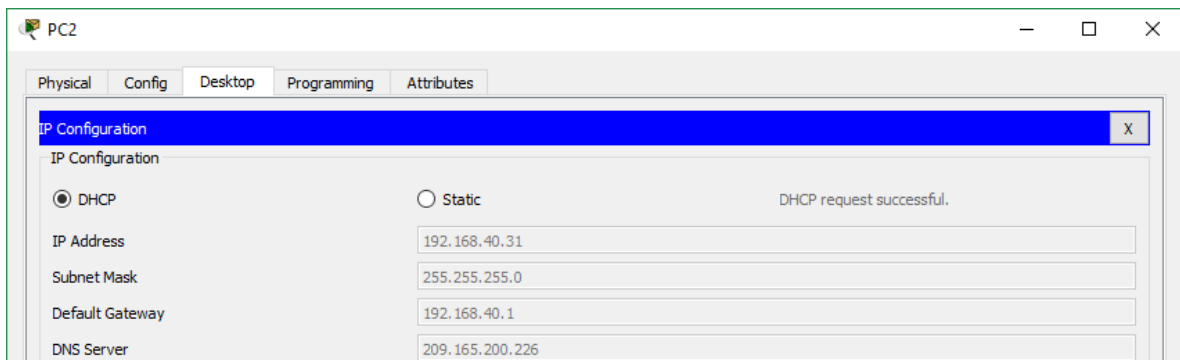 PC2
Physical Config Desktop Programming Attributes
IP Configuration X
IP Configuration
DHCP Static DHCP request successful.
IP Address 192.168.40.31
Subnet Mask 255.255.255.0
Default Gateway 192.168.40.1
DNS Server 209.165.200.226